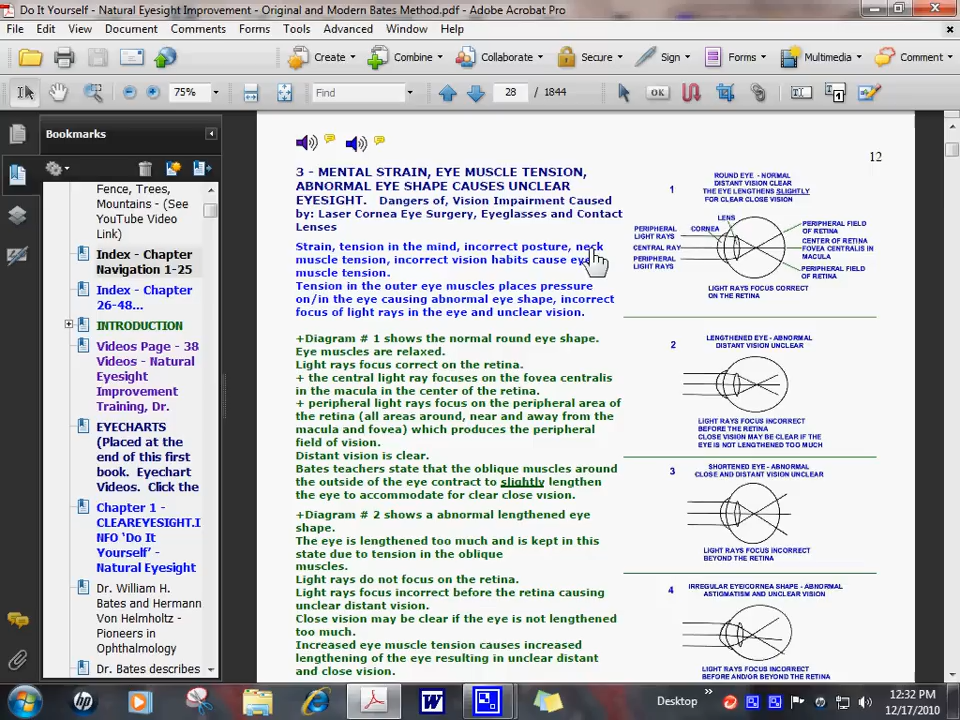 Do It Yourself - Natural Eyesight Improvement - Original and Modern Bates Method.pdf - Adobe Acrobat Pro
File Edit View Document Comments Forms Tools Advanced Window Help
Create Combine Collaborate Secure Sign Forms Multimedia Comment
75% Find 28 / 1844
Bookmarks
Fence, Trees,
Mountains - (See
YouTube Video
Link)
Index - Chapter
Navigation 1-25
Index - Chapter
26-48...
INTRODUCTION
Videos Page - 38
Videos - Natural
Eyesight
Improvement
Training, Dr.
EYECHARTS
(Placed at the
end of this first
book. Eyechart
Videos. Click the
Chapter 1 -
CLEAREYESIGHT.I
NFO 'Do It
Yourself' -
Natural Eyesight
Dr. William H.
Bates and Hermann
Von Helmholtz -
Pioneers in
Ophthalmology
Dr. Bates describes
12
3 - MENTAL STRAIN, EYE MUSCLE TENSION,
ABNORMAL EYE SHAPE CAUSES UNCLEAR
EYESIGHT. Dangers of, Vision Impairment Caused
by: Laser Cornea Eye Surgery, Eyeglasses and Contact
Lenses
Strain, tension in the mind, incorrect posture, neck
muscle tension, incorrect vision habits cause eye
muscle tension.
Tension in the outer eye muscles places pressure
on/in the eye causing abnormal eye shape, incorrect
focus of light rays in the eye and unclear vision.
+Diagram # 1 shows the normal round eye shape.
Eye muscles are relaxed.
Light rays focus correct on the retina.
+ the central light ray focuses on the fovea centralis
in the macula in the center of the retina.
+ peripheral light rays focus on the peripheral area of
the retina (all areas around, near and away from the
macula and fovea) which produces the peripheral
field of vision.
Distant vision is clear.
Bates teachers state that the oblique muscles around
the outside of the eye contract to slightly lengthen
the eye to accommodate for clear close vision.
+Diagram # 2 shows a abnormal lengthened eye
shape.
The eye is lengthened too much and is kept in this
state due to tension in the oblique
muscles.
Light rays do not focus on the retina.
Light rays focus incorrect before the retina causing
unclear distant vision.
Close vision may be clear if the eye is not lengthened
too much.
Increased eye muscle tension causes increased
lengthening of the eye resulting in unclear distant
and close vision.
1
ROUND EYE - NORMAL
DISTANT VISION CLEAR
THE EYE LENGTHENS SLIGHTLY
FOR CLEAR CLOSE VISION
LENS
CORNEA
PERIPHERAL
LIGHT RAYS
CENTRAL RAY
PERIPHERAL
LIGHT RAYS
PERIPHERAL FIELD
OF RETINA
CENTER OF RETINA
FOVEA CENTRALIS IN
MACULA
PERIPHERAL FIELD
OF RETINA
LIGHT RAYS FOCUS CORRECT
ON THE RETINA
2
LENGTHENED EYE - ABNORMAL
DISTANT VISION UNCLEAR
LIGHT RAYS FOCUS INCORRECT
BEFORE THE RETINA
CLOSE VISION MAY BE CLEAR IF THE
EYE IS NOT LENGTHENED TOO MUCH
3
SHORTENED EYE - ABNORMAL
CLOSE AND DISTANT VISION UNCLEAR
LIGHT RAYS FOCUS INCORRECT
BEYOND THE RETINA
4
IRREGULAR EYE/CORNEA SHAPE - ABNORMAL
ASTIGMATISM AND UNCLEAR VISION
LIGHT RAYS FOCUS INCORRECT
BEFORE AND/OR BEYOND THE RETINA
Desktop
12:32 PM
12/17/2010